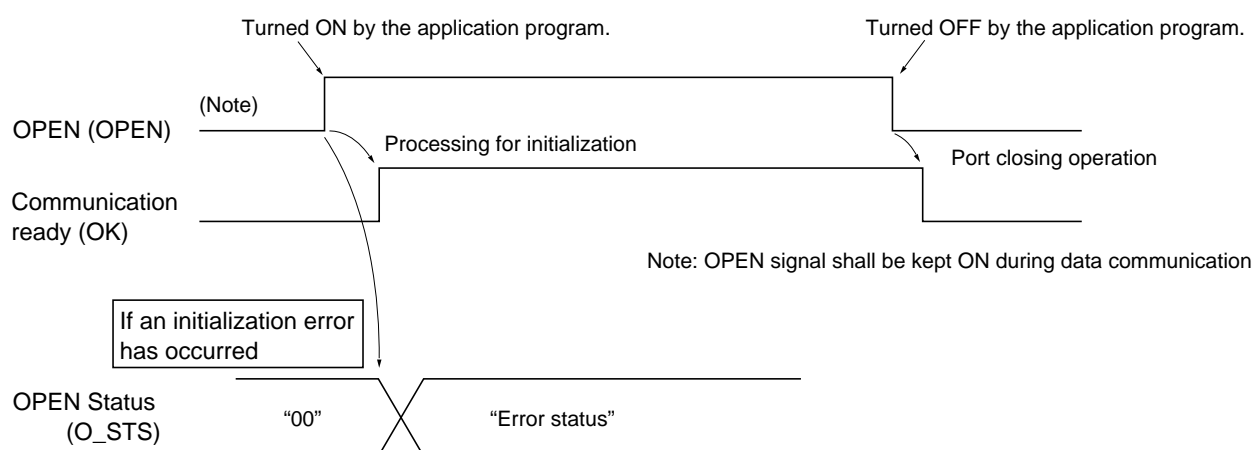 Turned ON by the application program.
Turned OFF by the application program.
(Note)
OPEN (OPEN)
Processing for initialization
Port closing operation
Communication
ready (OK)
Note: OPEN signal shall be kept ON during data communication
If an initialization error
has occurred
OPEN Status
(O_STS)
“00”
“Error status”